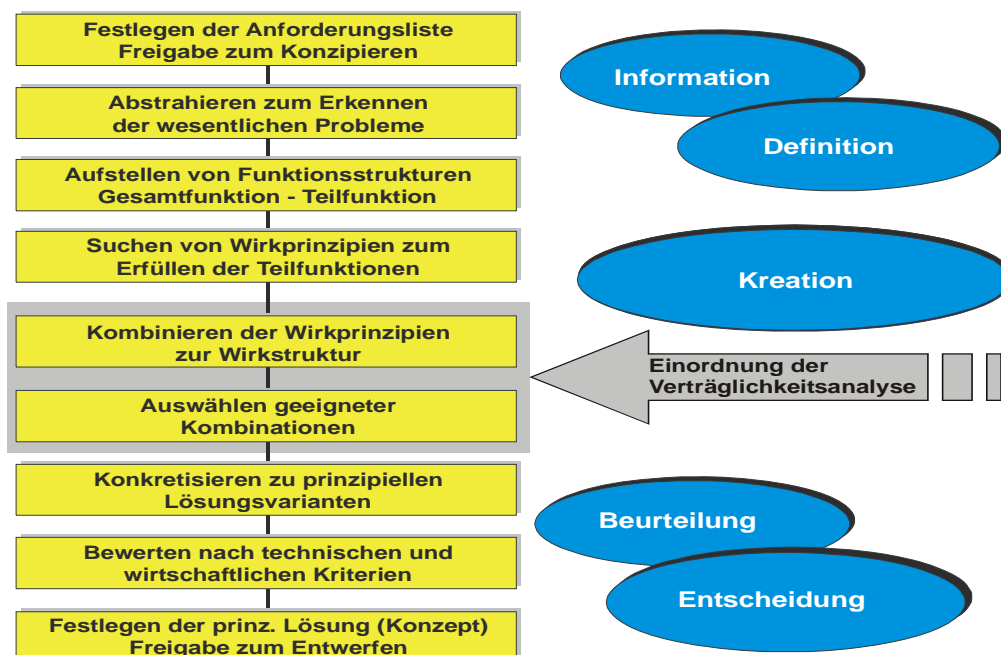 Festlegen der Anforderungsliste
Freigabe zum Konzipieren
Abstrahieren zum Erkennen
der wesentlichen Probleme
Aufstellen von Funktionsstrukturen
Gesamtfunktion - Teilfunktion
Suchen von Wirkprinzipien zum
Erfüllen der Teilfunktionen
Kombinieren der Wirkprinzipien
zur Wirkstruktur
Auswählen geeigneter
Kombinationen
Konkretisieren zu prinzipiellen
Lösungsvarianten
Bewerten nach technischen und
wirtschaftlichen Kriterien
Festlegen der prinz. Lösung (Konzept)
Freigabe zum Entwerfen
Information
Definition
Kreation
Einordnung der
Verträglichkeitsanalyse
Beurteilung
Entscheidung